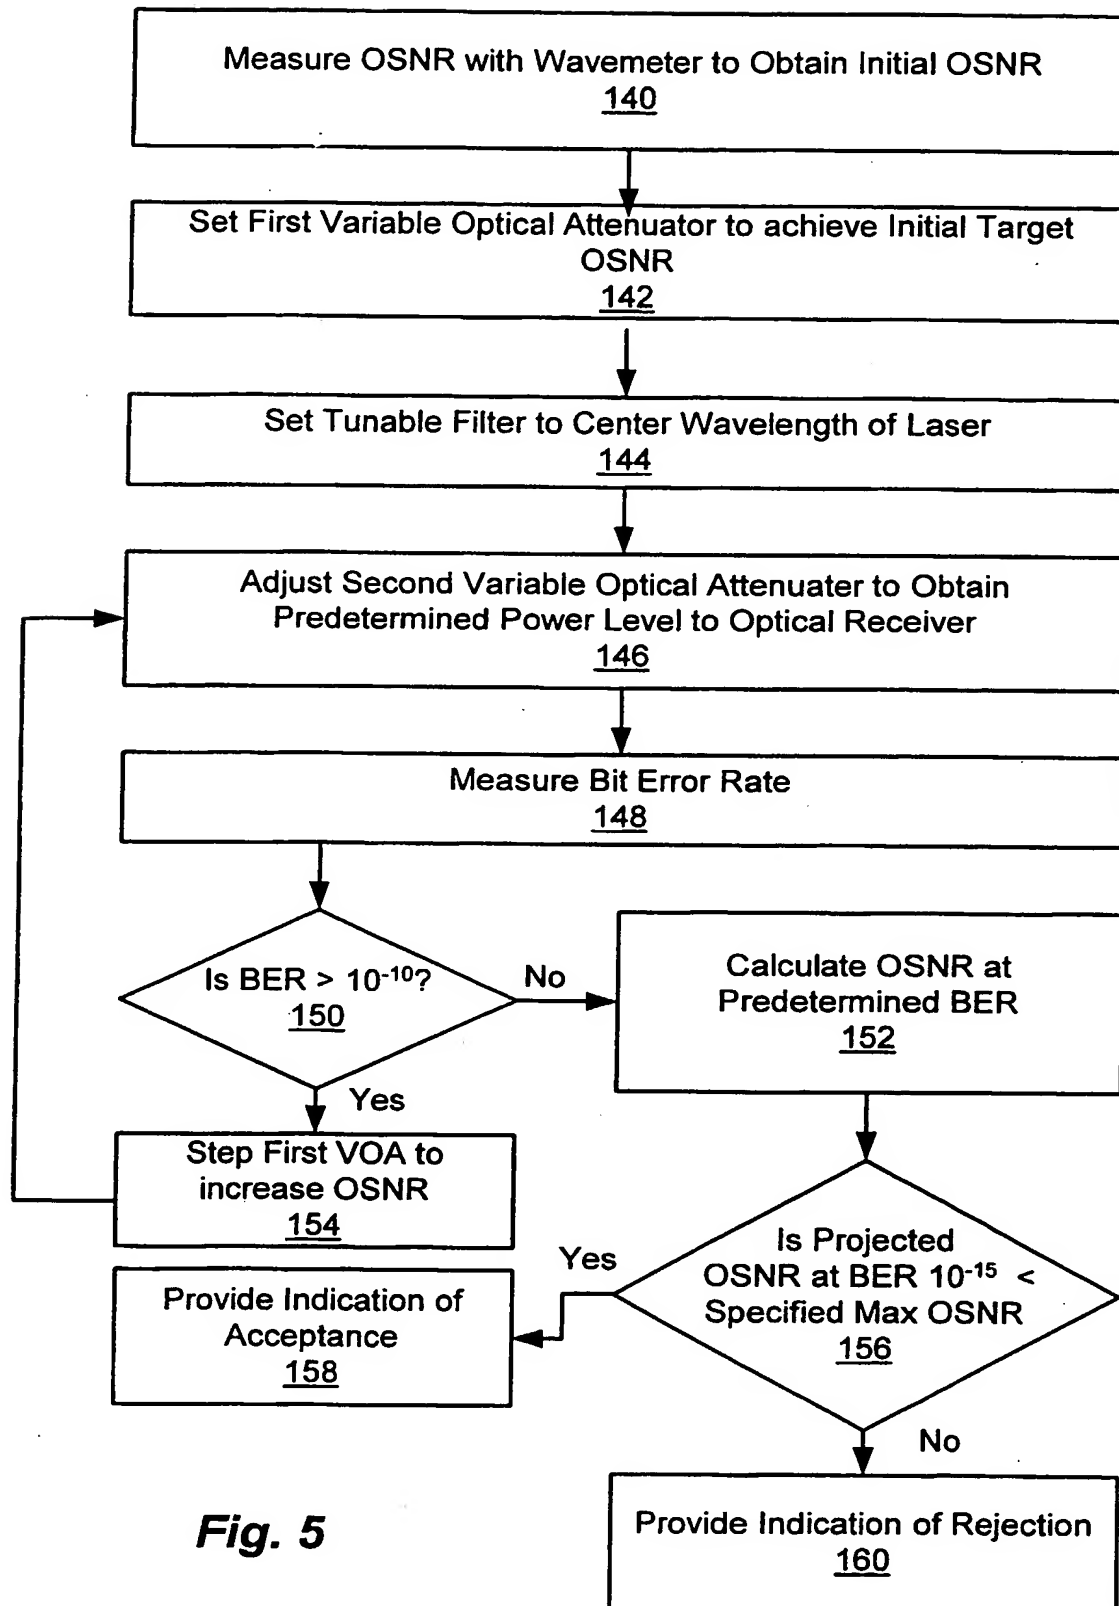 Measure OSNR with Wavemeter to Obtain Initial OSNR
140
Set First Variable Optical Attenuator to achieve Initial Target
OSNR
142
Set Tunable Filter to Center Wavelength of Laser
144
Adjust Second Variable Optical Attenuater to Obtain
Predetermined Power Level to Optical Receiver
146
Measure Bit Error Rate
148
Is BER > 10⁻¹⁰?
150
No
Yes
Calculate OSNR at
Predetermined BER
152
Step First VOA to
increase OSNR
154
Is Projected
OSNR at BER 10⁻¹⁵ <
Specified Max OSNR
156
Yes
Provide Indication of
Acceptance
158
No
Provide Indication of Rejection
160
Fig. 5